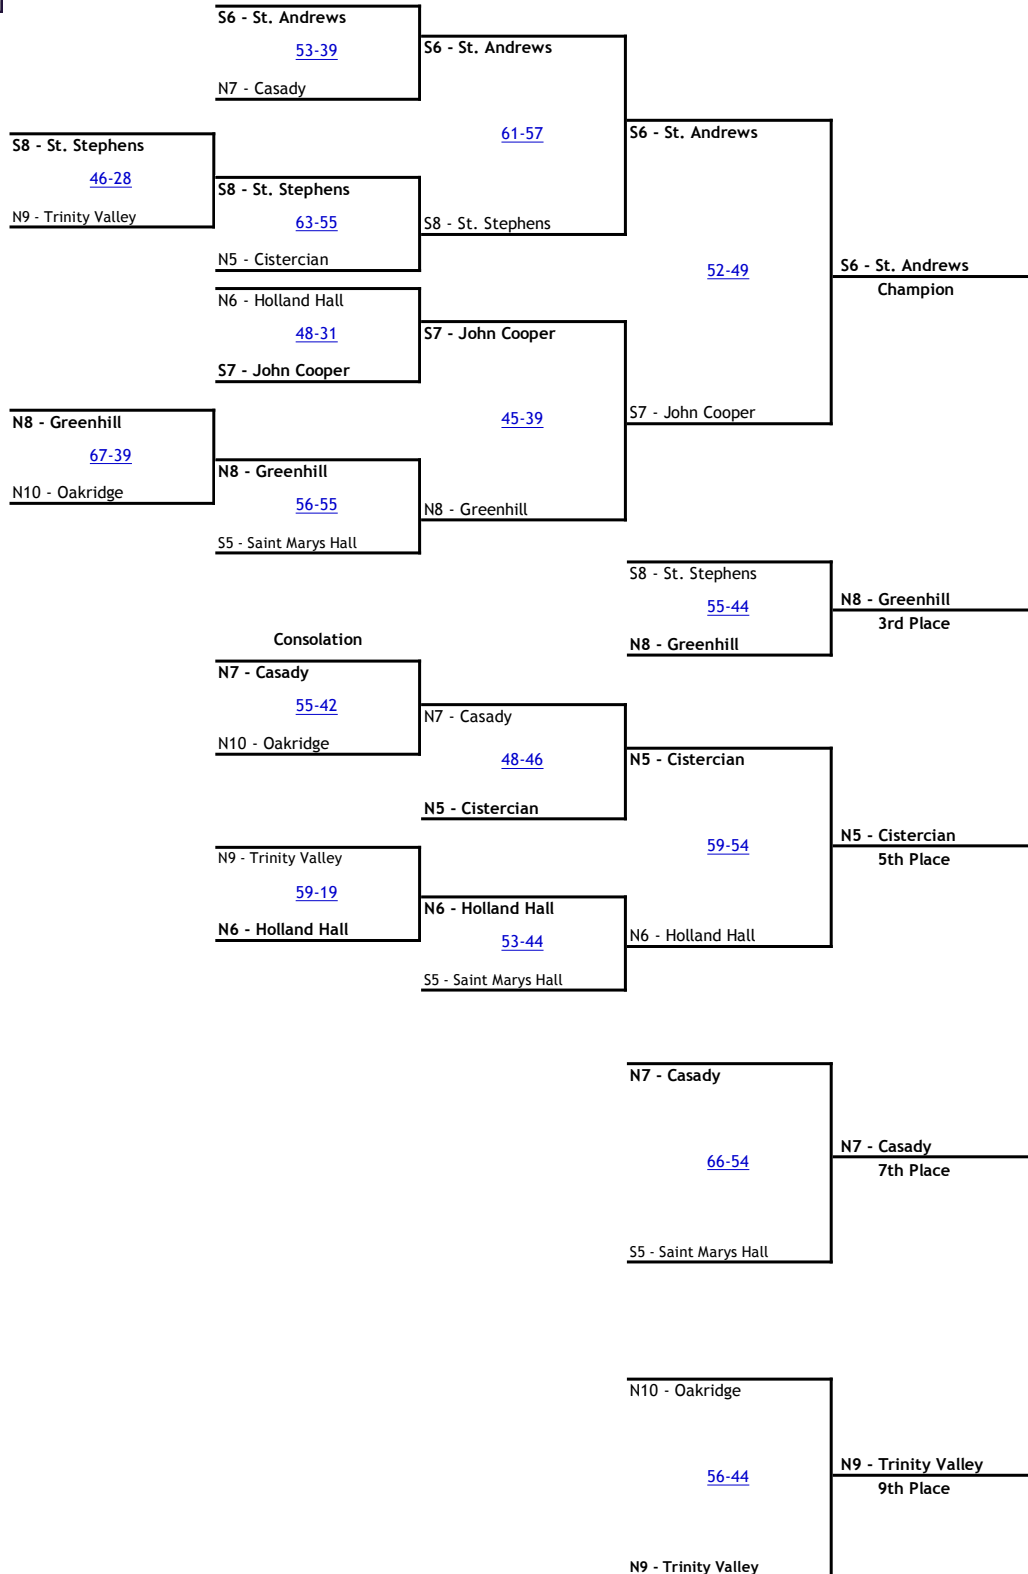 S6 - St. Andrews
53-39
S6 - St. Andrews
N7 - Casady
61-57
S6 - St. Andrews
S8 - St. Stephens
46-28
S8 - St. Stephens
N9 - Trinity Valley
63-55
S8 - St. Stephens
N5 - Cistercian
52-49
S6 - St. Andrews
Champion
N6 - Holland Hall
48-31
S7 - John Cooper
S7 - John Cooper
45-39
S7 - John Cooper
N8 - Greenhill
67-39
N8 - Greenhill
N10 - Oakridge
56-55
N8 - Greenhill
S5 - Saint Marys Hall
S8 - St. Stephens
55-44
N8 - Greenhill
3rd Place
N8 - Greenhill
Consolation
N7 - Casady
55-42
N7 - Casady
N10 - Oakridge
48-46
N5 - Cistercian
N5 - Cistercian
59-54
N5 - Cistercian
5th Place
N9 - Trinity Valley
59-19
N6 - Holland Hall
N6 - Holland Hall
53-44
N6 - Holland Hall
S5 - Saint Marys Hall
N7 - Casady
66-54
N7 - Casady
7th Place
S5 - Saint Marys Hall
N10 - Oakridge
56-44
N9 - Trinity Valley
9th Place
N9 - Trinity Valley